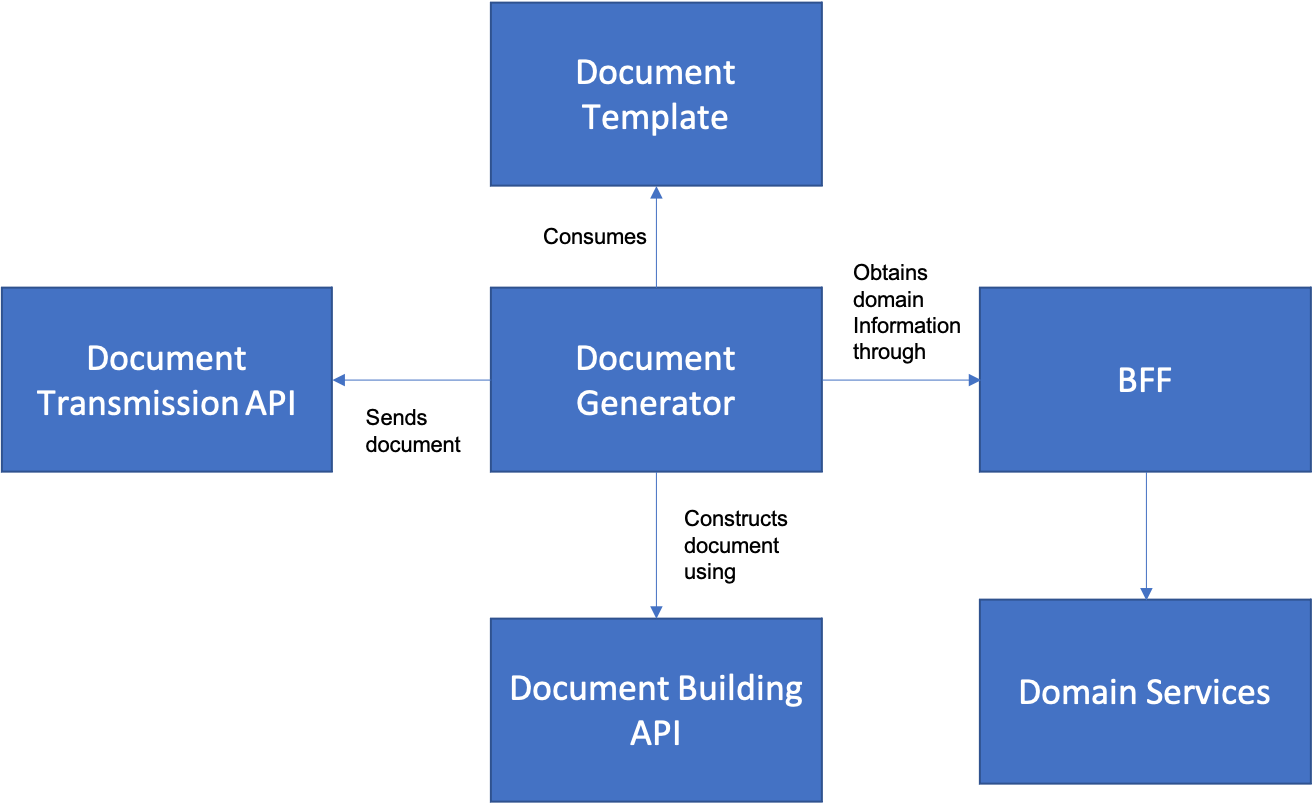 Document
Template
Consumes
Obtains
domain
Information
through
Document
Transmission API
Document
Generator
BFF
Sends
document
Constructs
document
using
Document Building
API
Domain Services